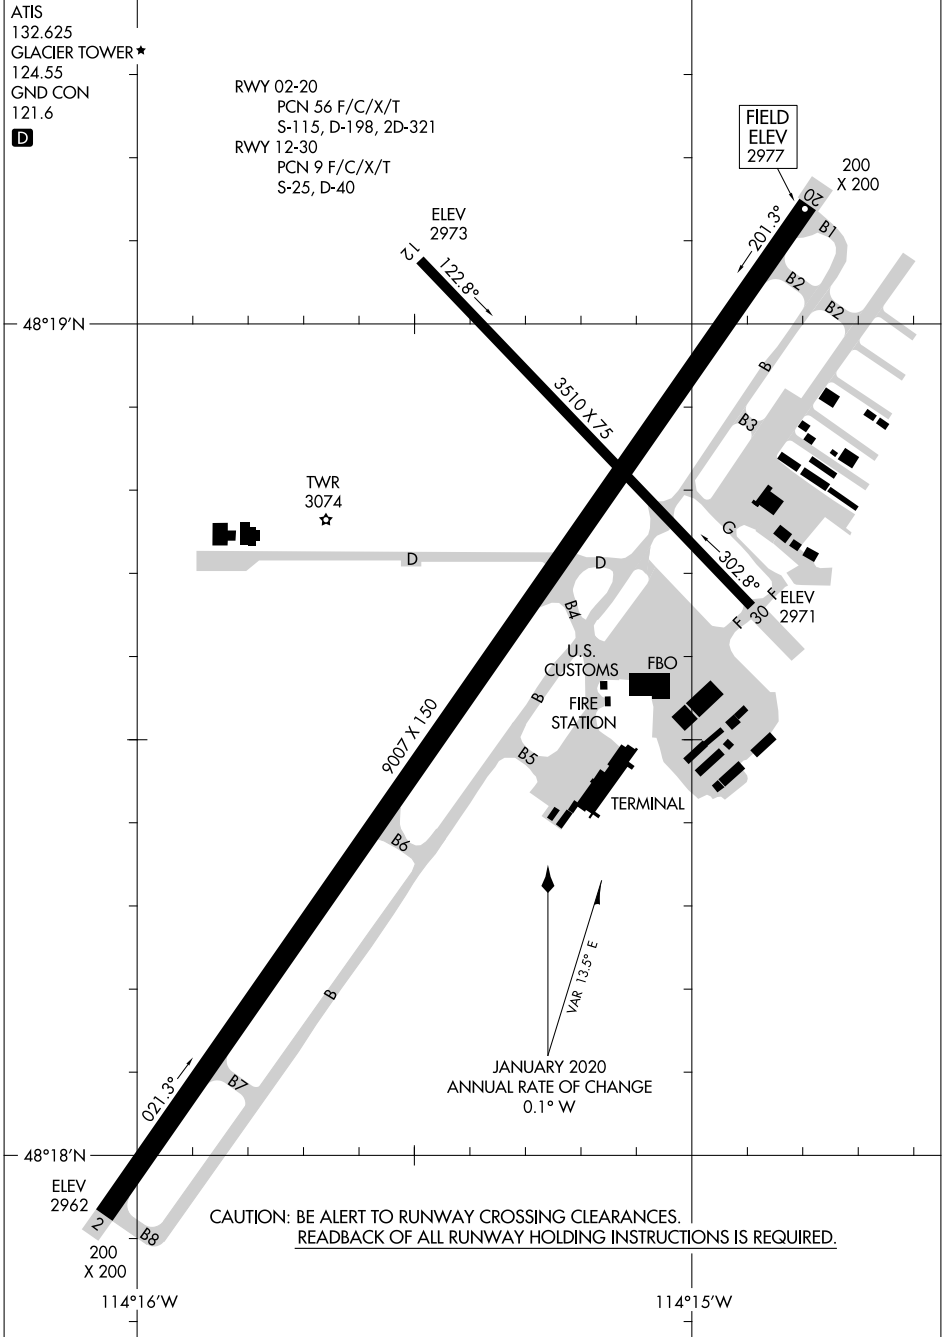 ATIS
132.625
GLACIER TOWER★
124.55
GND CON
121.6
D
RWY 02-20
PCN 56 F/C/X/T
S-115, D-198, 2D-321
RWY 12-30
PCN 9 F/C/X/T
S-25, D-40
FIELD
ELEV
2977
200
X 200
20
201.3°
B1
ELEV
2973
12
122.8°
B2
B2
48°19'N
B
3510 X 75
B3
TWR
3074
G
D
D
302.8°
F
ELEV
2971
30
F
B4
U.S.
CUSTOMS
FBO
B
FIRE
STATION
9007 X 150
B5
TERMINAL
B6
VAR 13.5° E
B
JANUARY 2020
ANNUAL RATE OF CHANGE
0.1° W
B7
021.3°
48°18'N
ELEV
2962
2
B8
200
X 200
CAUTION: BE ALERT TO RUNWAY CROSSING CLEARANCES.
READBACK OF ALL RUNWAY HOLDING INSTRUCTIONS IS REQUIRED.
114°16'W
114°15'W